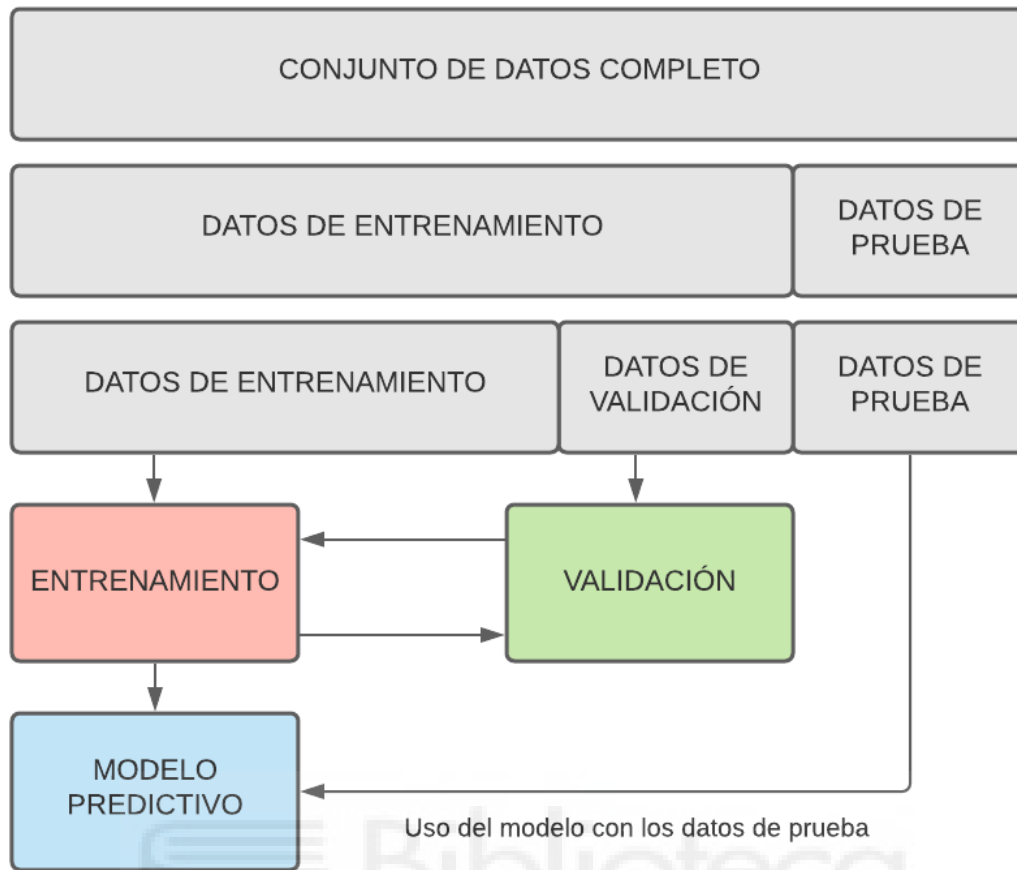 CONJUNTO DE DATOS COMPLETO
DATOS DE ENTRENAMIENTO
DATOS DE
PRUEBA
DATOS DE ENTRENAMIENTO
DATOS DE
VALIDACIÓN
DATOS DE
PRUEBA
ENTRENAMIENTO
VALIDACIÓN
MODELO
PREDICTIVO
Uso del modelo con los datos de prueba
Biblioteca